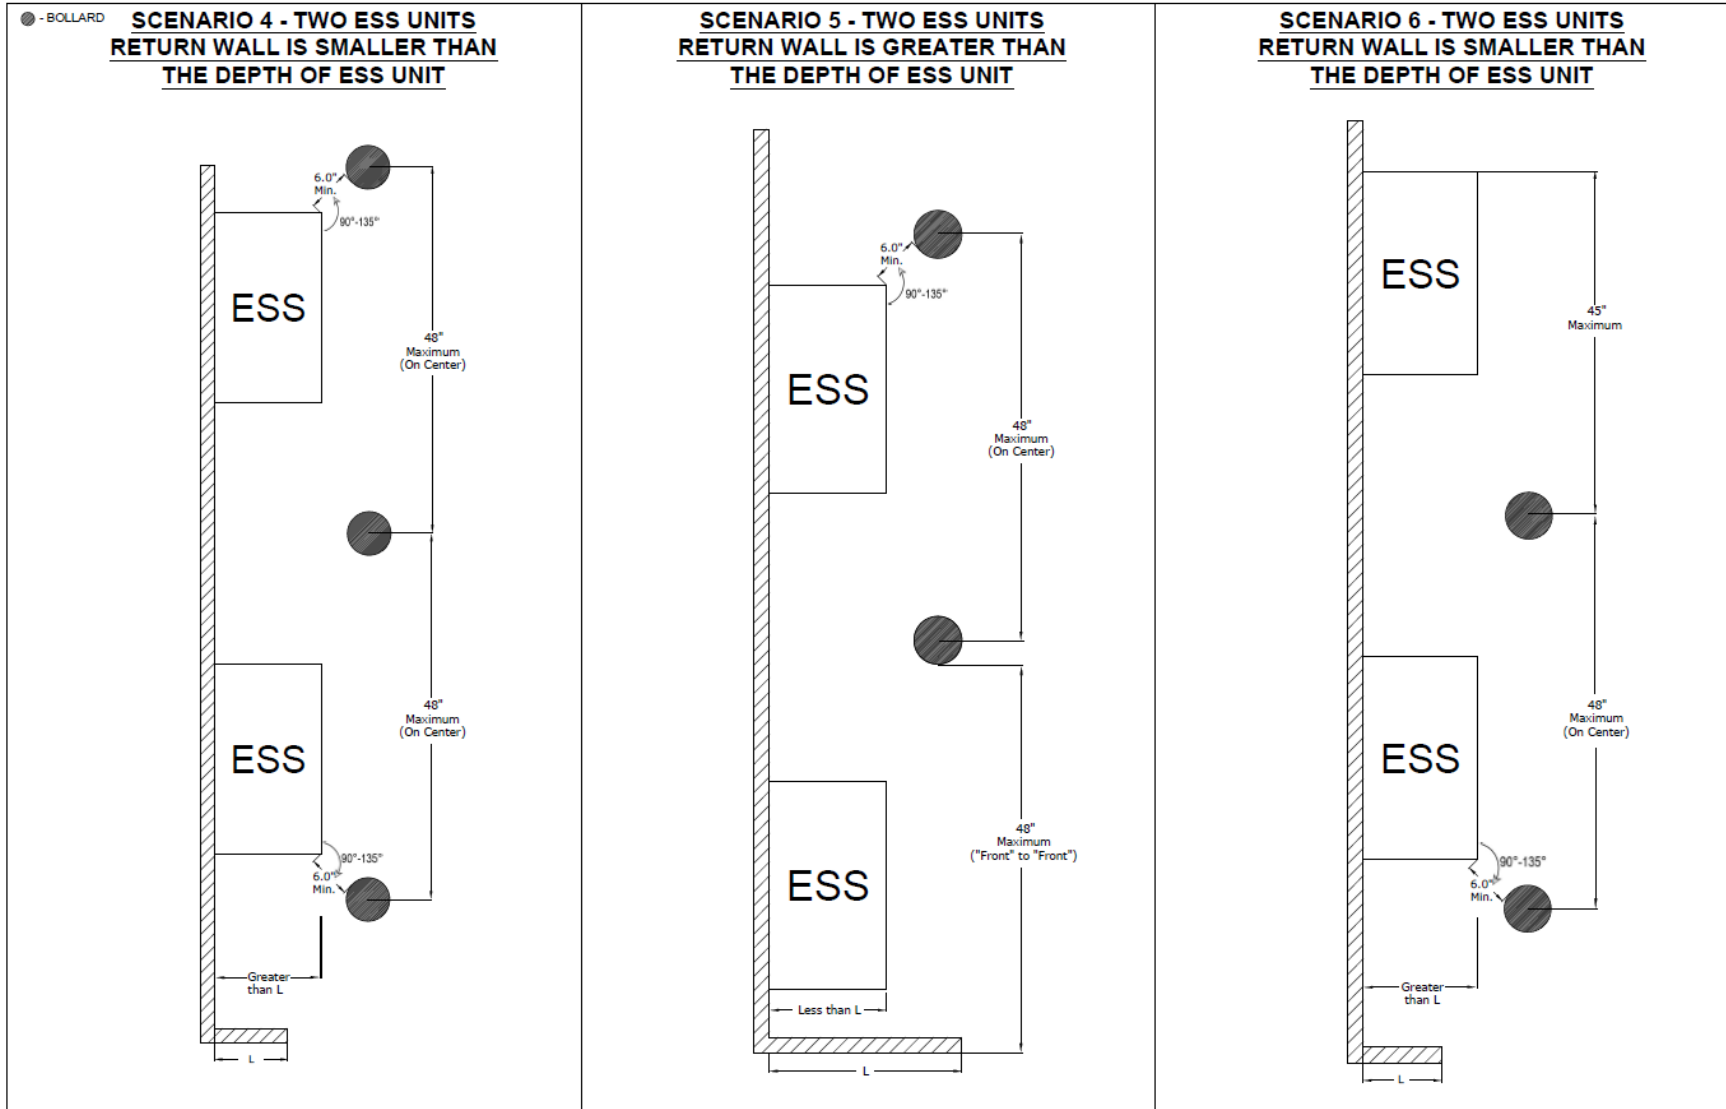 - BOLLARD
SCENARIO 4 - TWO ESS UNITS
RETURN WALL IS SMALLER THAN
THE DEPTH OF ESS UNIT
6.0"
Min.
90°-135°
ESS
48"
Maximum
(On Center)
48"
Maximum
(On Center)
ESS
90°-135°
6.0"
Min.
Greater
than L
L
SCENARIO 5 - TWO ESS UNITS
RETURN WALL IS GREATER THAN
THE DEPTH OF ESS UNIT
6.0"
Min.
90°-135°
ESS
48"
Maximum
(On Center)
48"
Maximum
("Front" to "Front")
ESS
Less than L
L
SCENARIO 6 - TWO ESS UNITS
RETURN WALL IS SMALLER THAN
THE DEPTH OF ESS UNIT
ESS
45"
Maximum
48"
Maximum
(On Center)
ESS
90°-135°
6.0"
Min.
Greater
than L
L